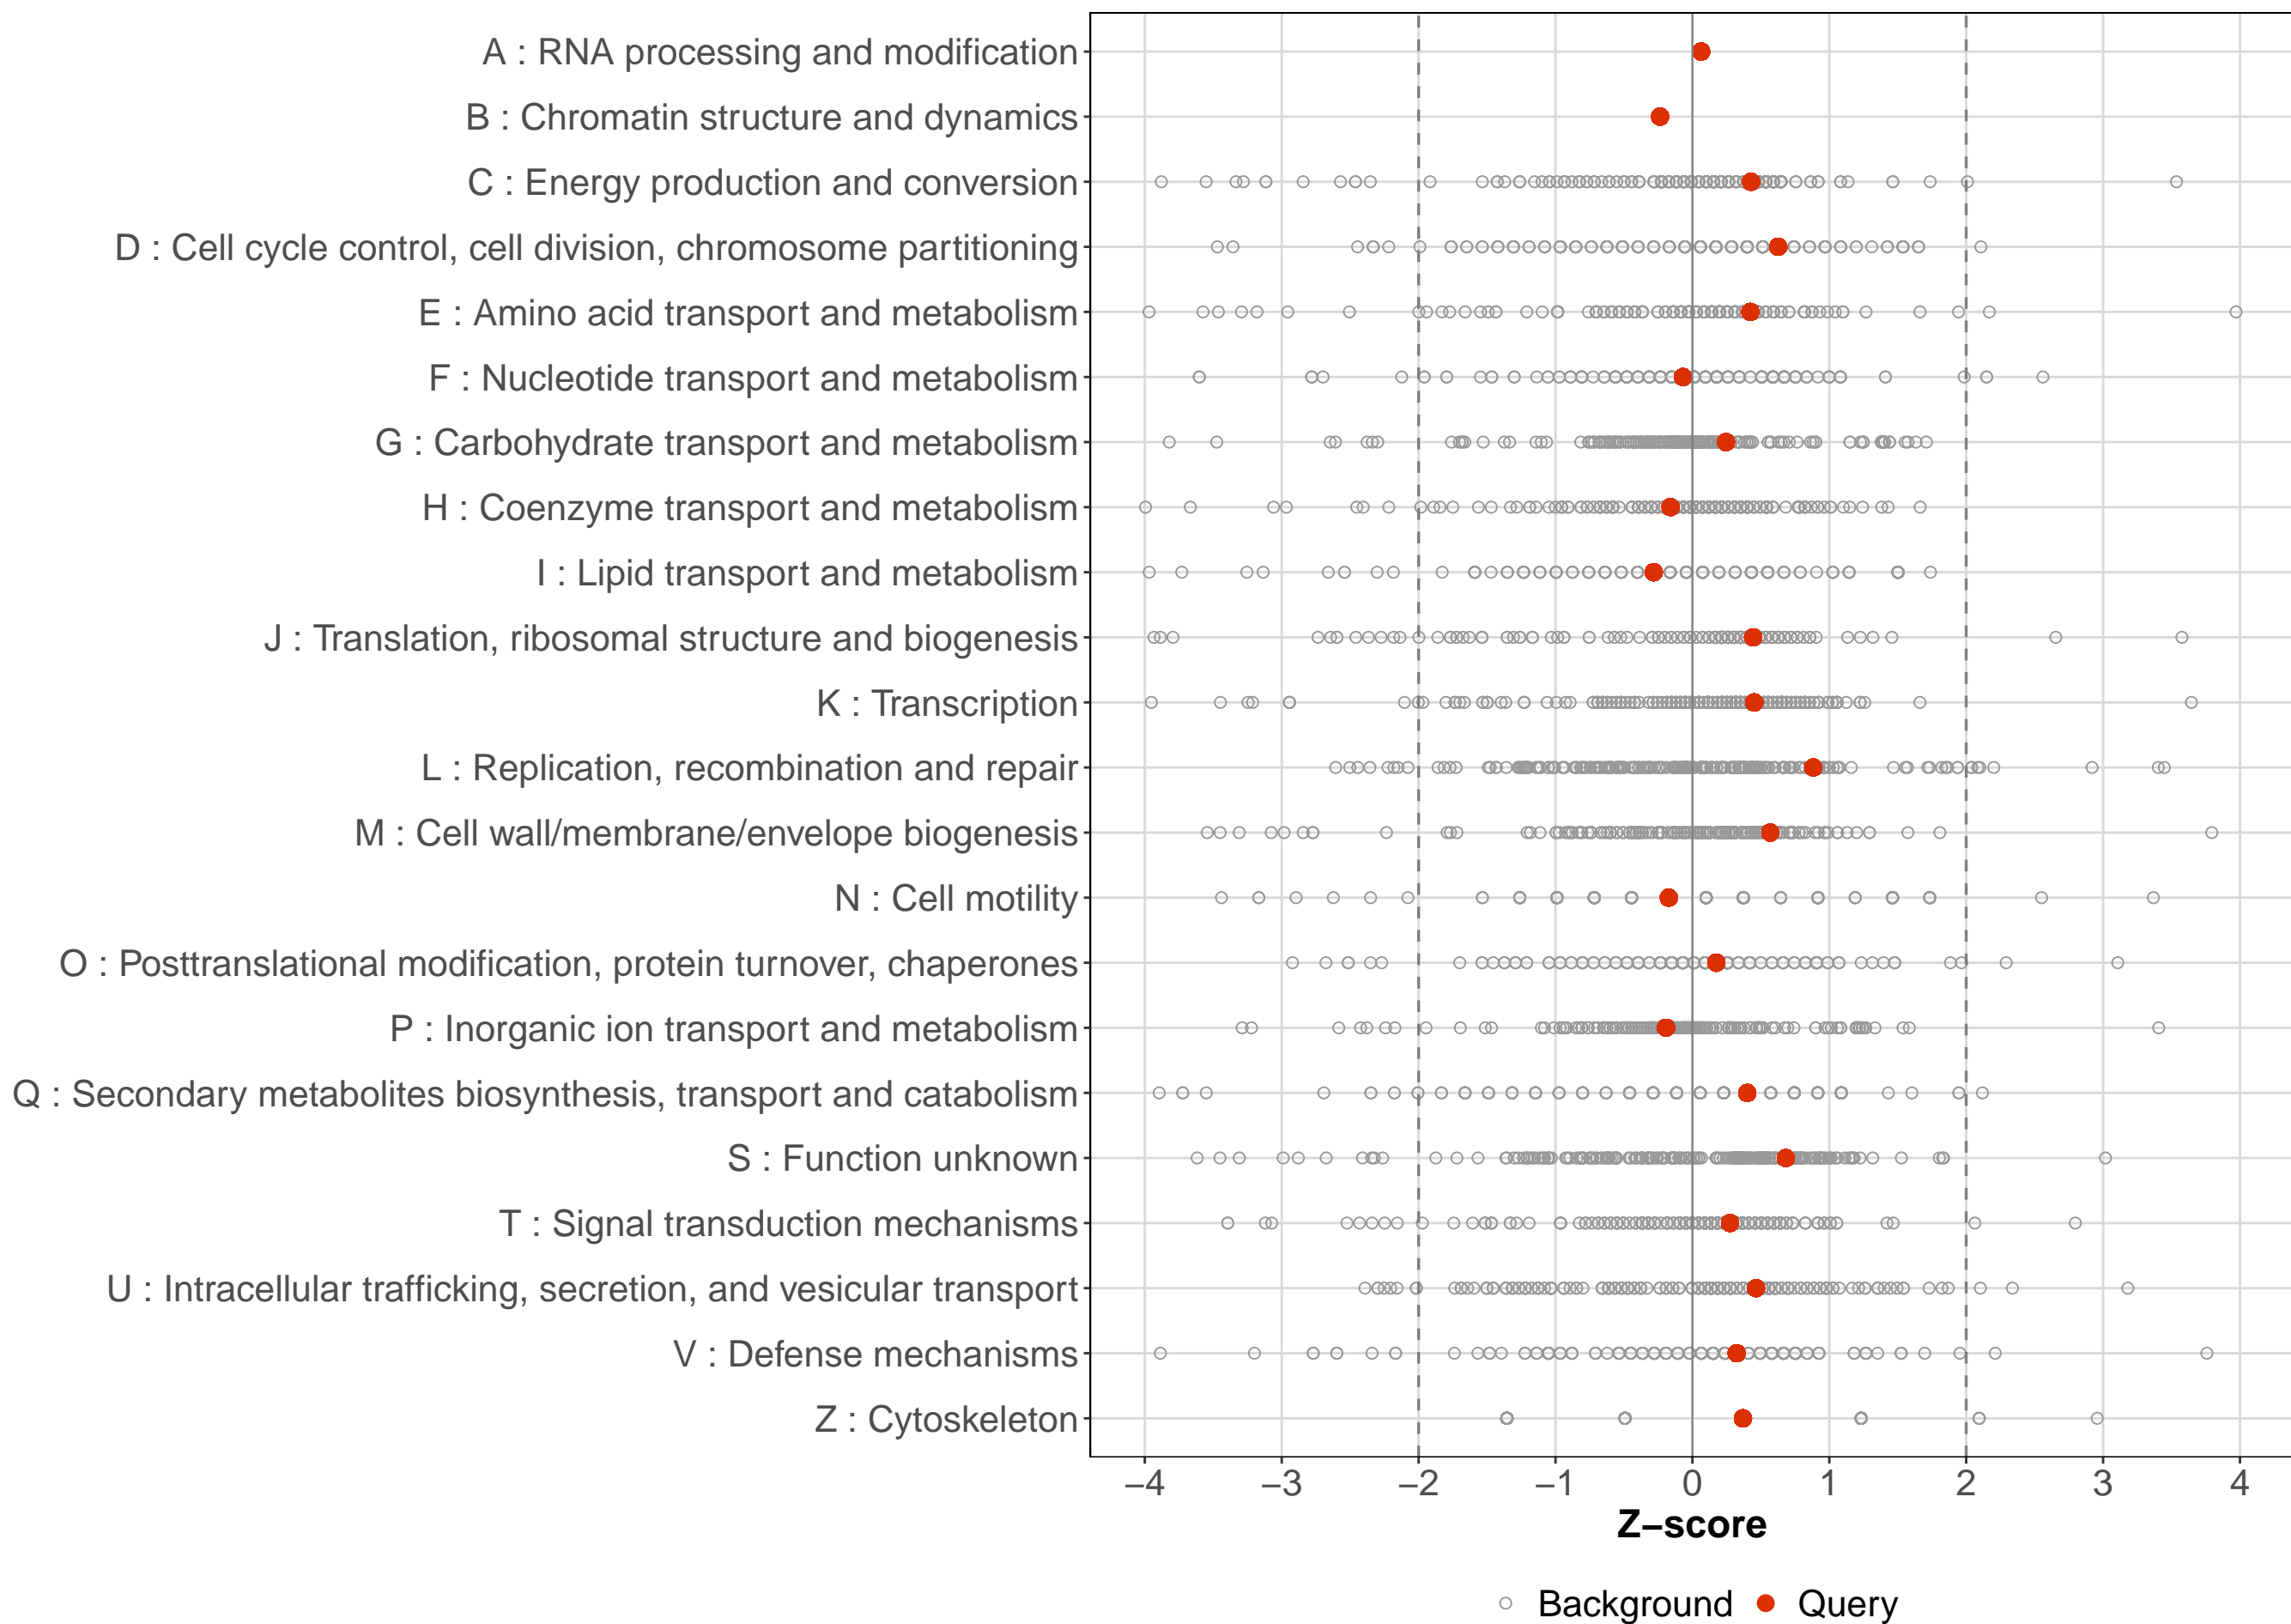 A : RNA processing and modification
B : Chromatin structure and dynamics
C : Energy production and conversion
D : Cell cycle control, cell division, chromosome partitioning
E : Amino acid transport and metabolism
F : Nucleotide transport and metabolism
G : Carbohydrate transport and metabolism
H : Coenzyme transport and metabolism
I : Lipid transport and metabolism
J : Translation, ribosomal structure and biogenesis
K : Transcription
L : Replication, recombination and repair
M : Cell wall/membrane/envelope biogenesis
N : Cell motility
O : Posttranslational modification, protein turnover, chaperones
P : Inorganic ion transport and metabolism
Q : Secondary metabolites biosynthesis, transport and catabolism
S : Function unknown
T : Signal transduction mechanisms
U : Intracellular trafficking, secretion, and vesicular transport
V : Defense mechanisms
Z : Cytoskeleton
−4 −3 −2 −1 0 1 2 3 4
Z−score
Background Query